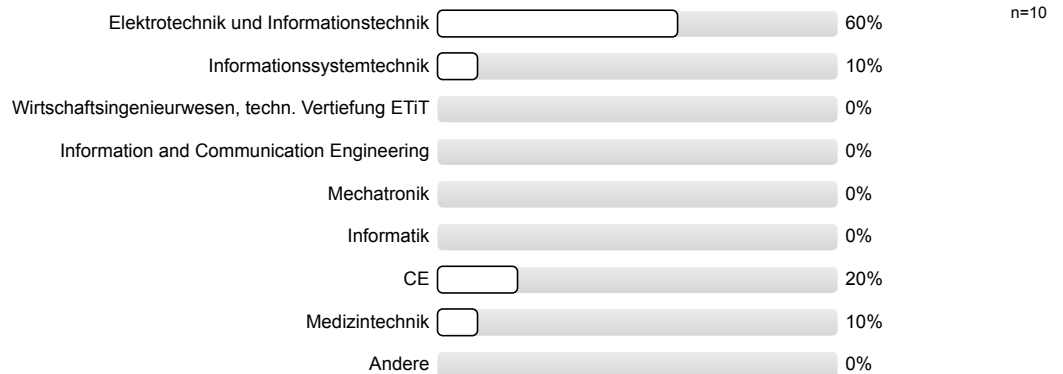 Elektrotechnik und Informationstechnik 60% n=10
Informationssystemtechnik 10%
Wirtschaftsingenieurwesen, techn. Vertiefung ETiT 0%
Information and Communication Engineering 0%
Mechatronik 0%
Informatik 0%
CE 20%
Medizintechnik 10%
Andere 0%